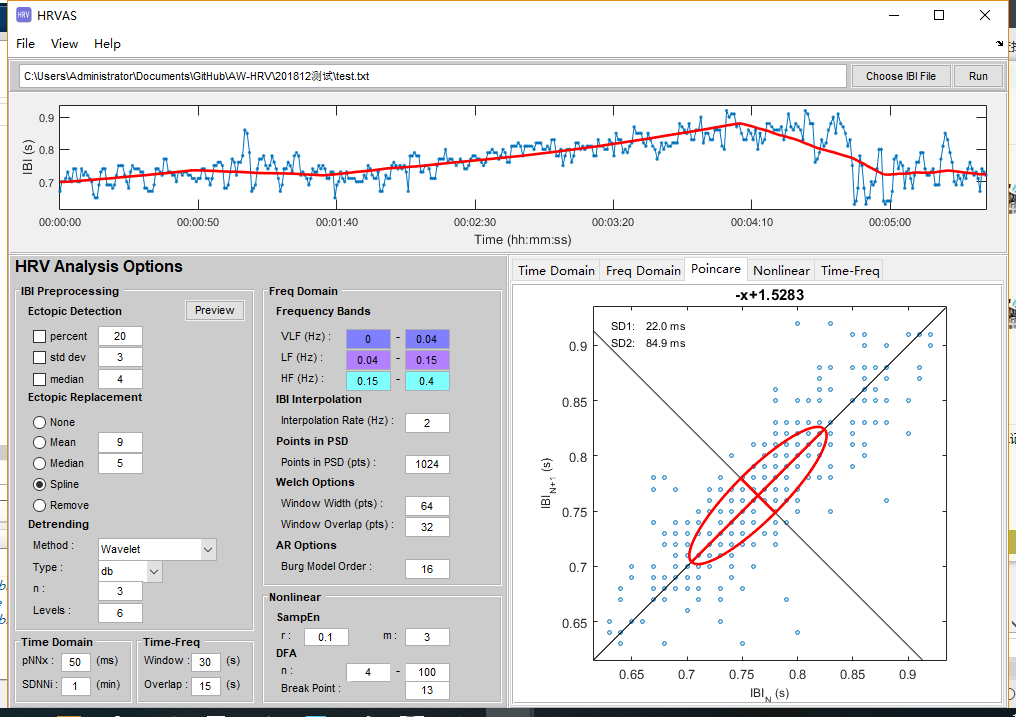 HRV HRVAS
File View Help
C:\Users\Administrator\Documents\GitHub\AW-HRV\201812测试\test.txt Choose IBI File Run
IBI (s)
0.9
0.8
0.7
00:00:00 00:00:50 00:01:40 00:02:30 00:03:20 00:04:10 00:05:00
Time (hh:mm:ss)
HRV Analysis Options
IBI Preprocessing
Ectopic Detection Preview
percent 20
std dev 3
median 4
Ectopic Replacement
None
Mean 9
Median 5
Spline
Remove
Detrending
Method : Wavelet
Type : db
n : 3
Levels : 6
Time Domain
pNNx : 50 (ms)
SDNNi : 1 (min)
Time-Freq
Window : 30 (s)
Overlap : 15 (s)
Freq Domain
Frequency Bands
VLF (Hz) : 0 - 0.04
LF (Hz) : 0.04 - 0.15
HF (Hz) : 0.15 - 0.4
IBI Interpolation
Interpolation Rate (Hz) : 2
Points in PSD
Points in PSD (pts) : 1024
Welch Options
Window Width (pts) : 64
Window Overlap (pts) : 32
AR Options
Burg Model Order : 16
Nonlinear
SampEn
r : 0.1 m : 3
DFA
n : 4 - 100
Break Point : 13
Time Domain Freq Domain Poincare Nonlinear Time-Freq
-x+1.5283
SD1: 22.0 ms
SD2: 84.9 ms
IBI N+1 (s)
0.9
0.85
0.8
0.75
0.7
0.65
0.65 0.7 0.75 0.8 0.85 0.9
IBI N (s)